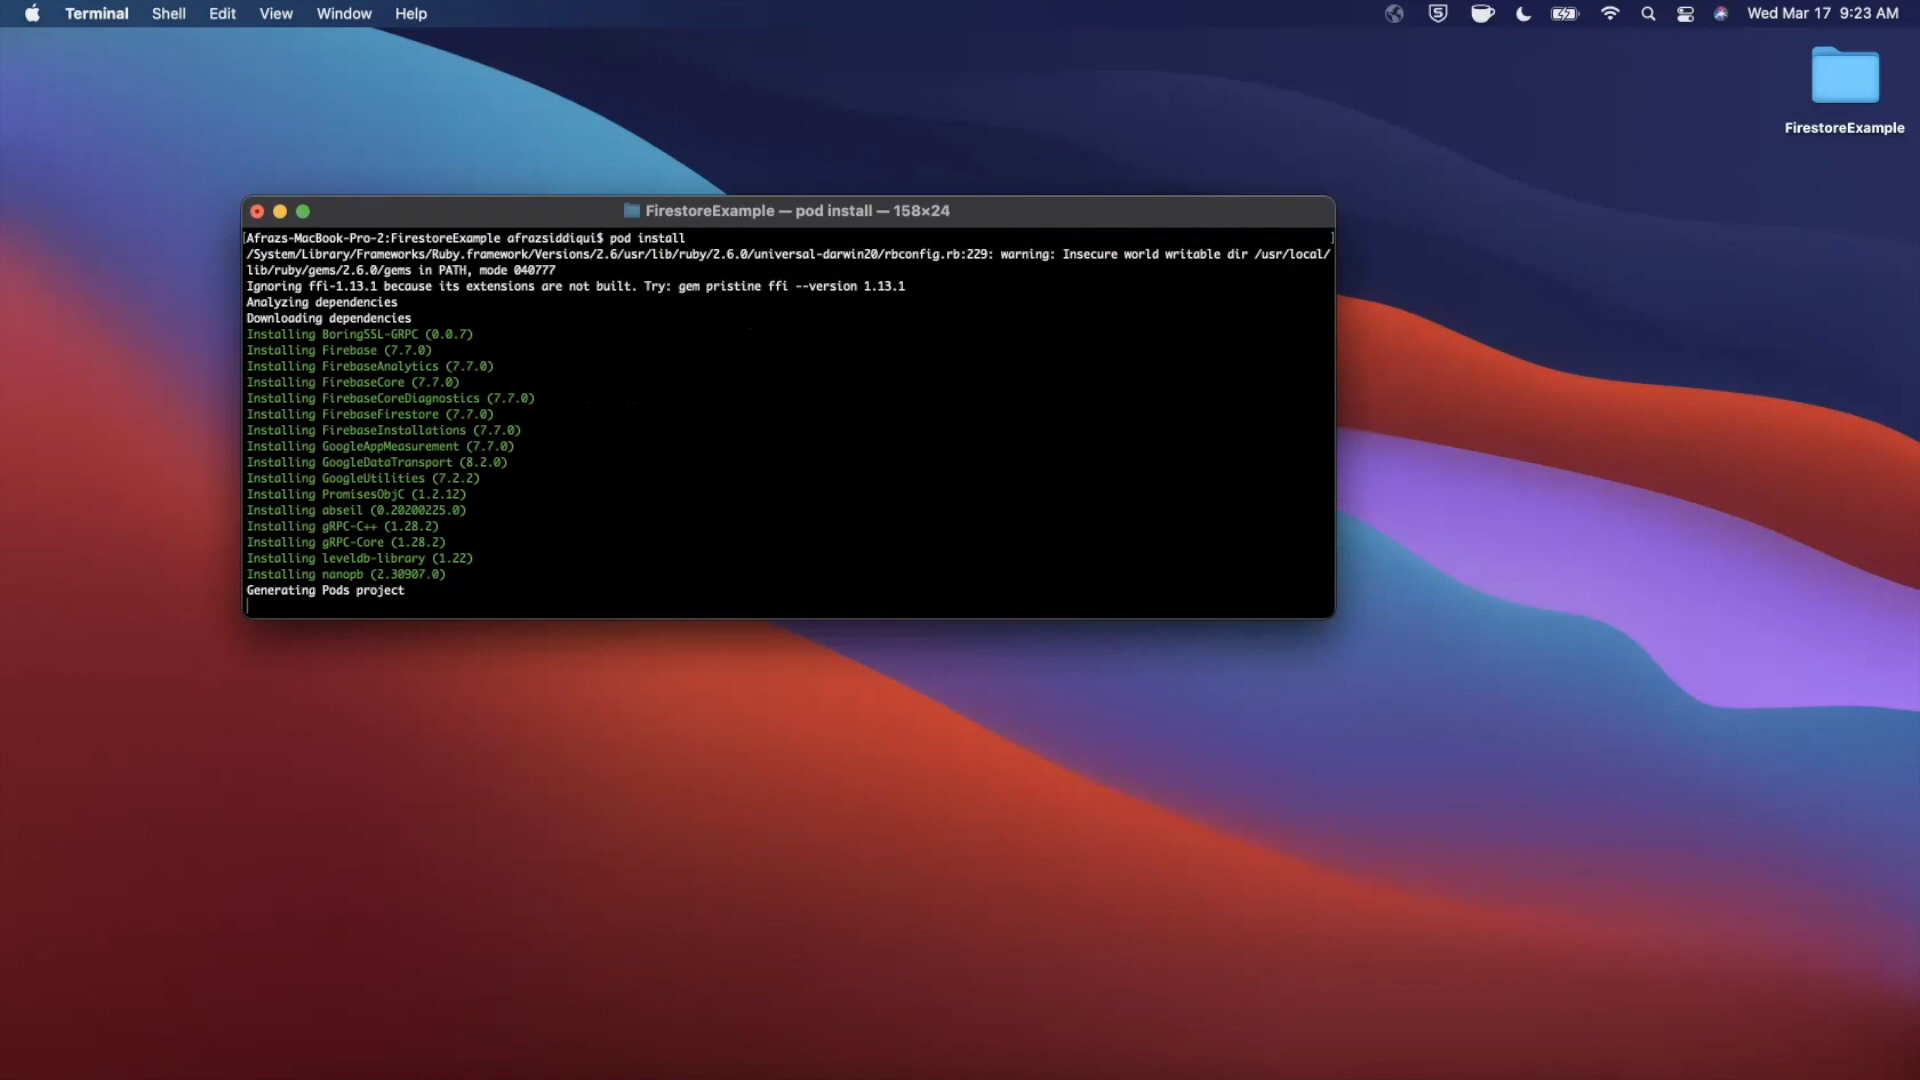 Terminal Shell Edit View Window Help Wed Mar 17 9:23 AM
FirestoreExample
FirestoreExample — pod install — 158×24
[Afrazs-MacBook-Pro-2:FirestoreExample afrazsiddiqui$ pod install ]
/System/Library/Frameworks/Ruby.framework/Versions/2.6/usr/lib/ruby/2.6.0/universal-darwin20/rbconfig.rb:229: warning: Insecure world writable dir /usr/local/
lib/ruby/gems/2.6.0/gems in PATH, mode 040777
Ignoring ffi-1.13.1 because its extensions are not built. Try: gem pristine ffi --version 1.13.1
Analyzing dependencies
Downloading dependencies
Installing BoringSSL-GRPC (0.0.7)
Installing Firebase (7.7.0)
Installing FirebaseAnalytics (7.7.0)
Installing FirebaseCore (7.7.0)
Installing FirebaseCoreDiagnostics (7.7.0)
Installing FirebaseFirestore (7.7.0)
Installing FirebaseInstallations (7.7.0)
Installing GoogleAppMeasurement (7.7.0)
Installing GoogleDataTransport (8.2.0)
Installing GoogleUtilities (7.2.2)
Installing PromisesObjC (1.2.12)
Installing abseil (0.20200225.0)
Installing gRPC-C++ (1.28.2)
Installing gRPC-Core (1.28.2)
Installing leveldb-library (1.22)
Installing nanopb (2.30907.0)
Generating Pods project